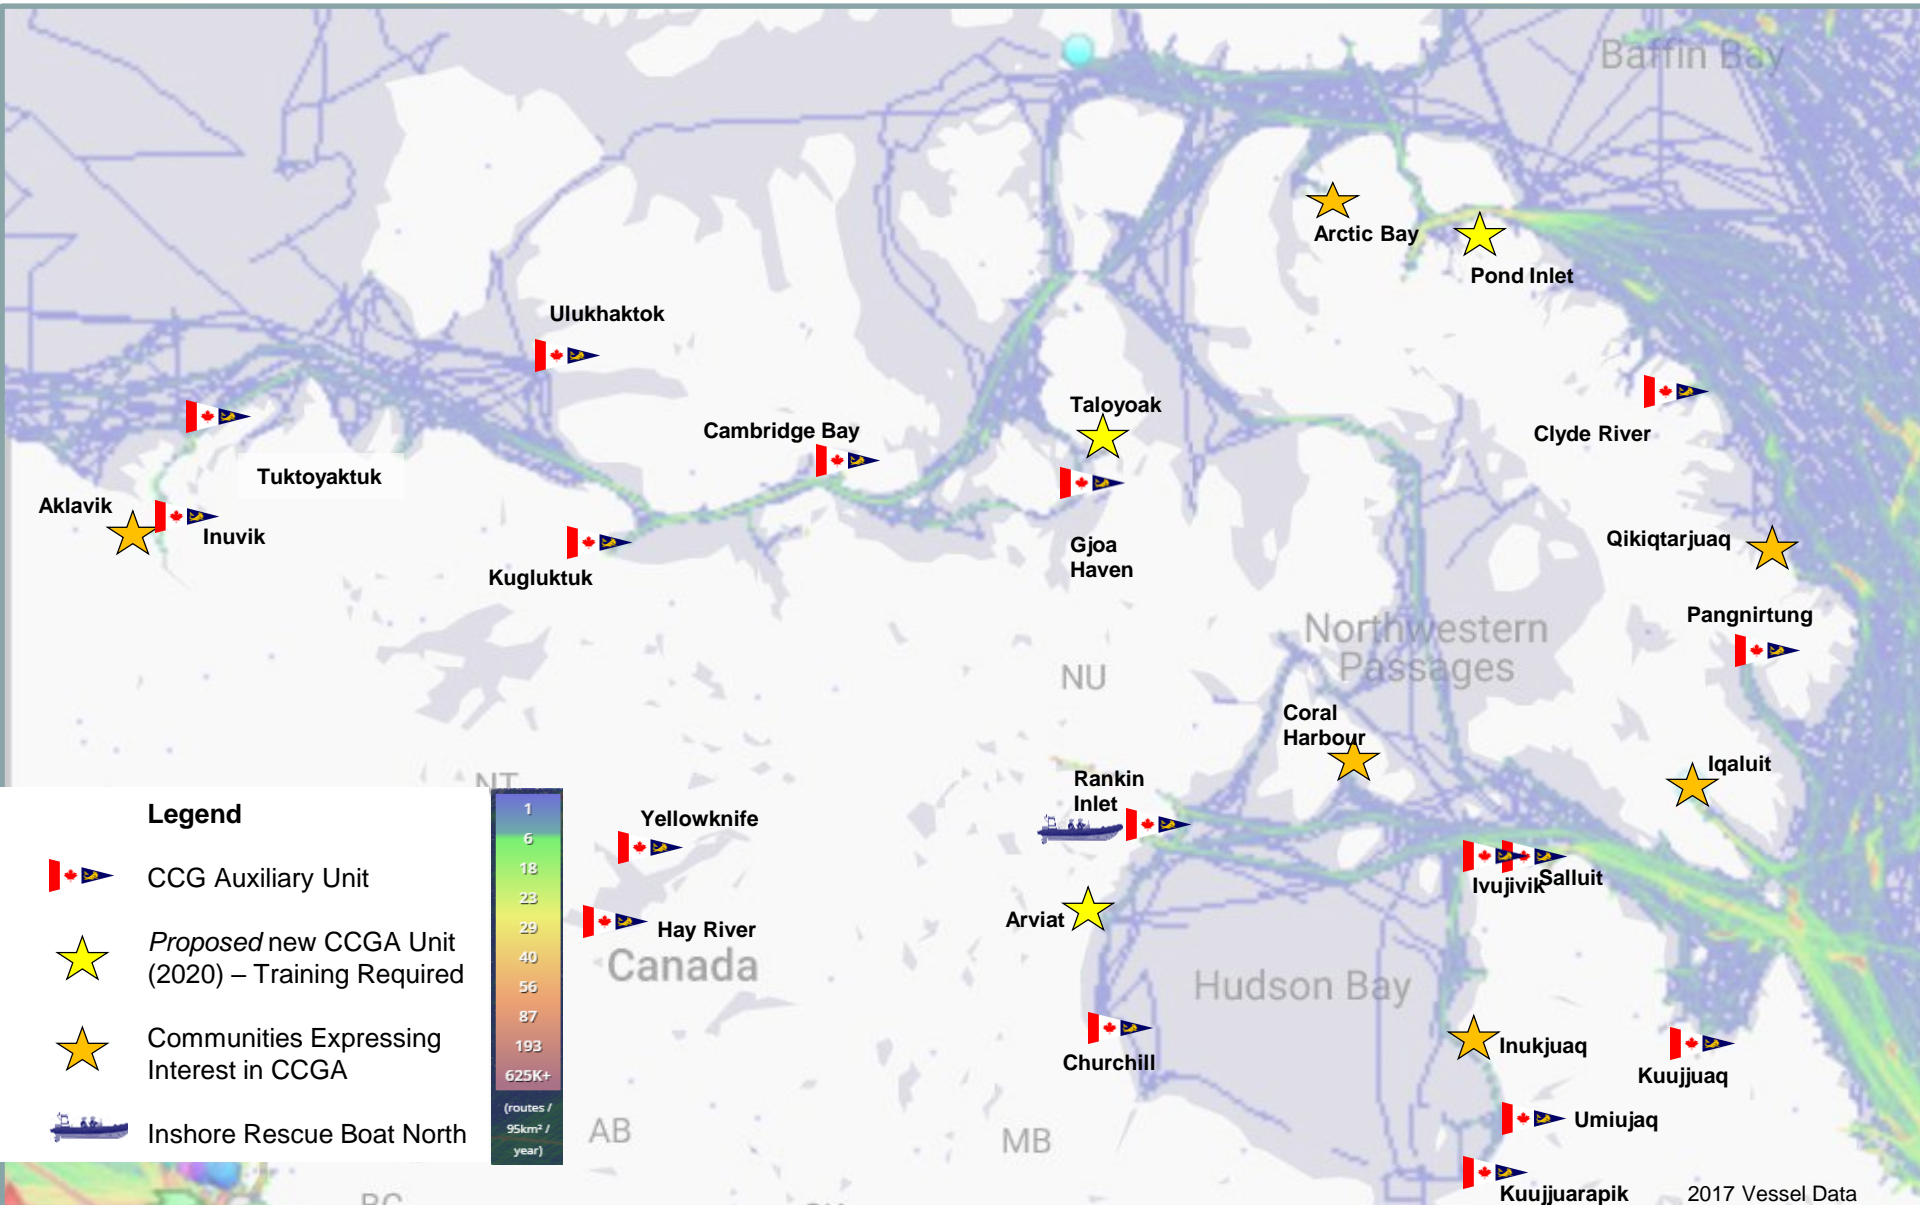 Baffin Bay
Arctic Bay
Pond Inlet
Ulukhaktok
Taloyoak
Cambridge Bay
Clyde River
Tuktoyaktuk
Aklavik
Inuvik
Qikiqtarjuaq
Gjoa
Haven
Kugluktuk
Pangnirtung
Northwestern
Passages
NU
Coral
Harbour
Iqaluit
Rankin
Inlet
NT
Yellowknife
Ivujivik
Salluit
Arviat
Hay River
Canada
Hudson Bay
Inukjuaq
Churchill
Kuujjuaq
Umiujaq
AB
MB
BC
Kuujjuarapik
2017 Vessel Data
Legend
CCG Auxiliary Unit
Proposed new CCGA Unit
(2020) – Training Required
Communities Expressing
Interest in CCGA
Inshore Rescue Boat North
1
6
18
23
29
40
56
87
193
625K+
(routes /
95km² /
year)